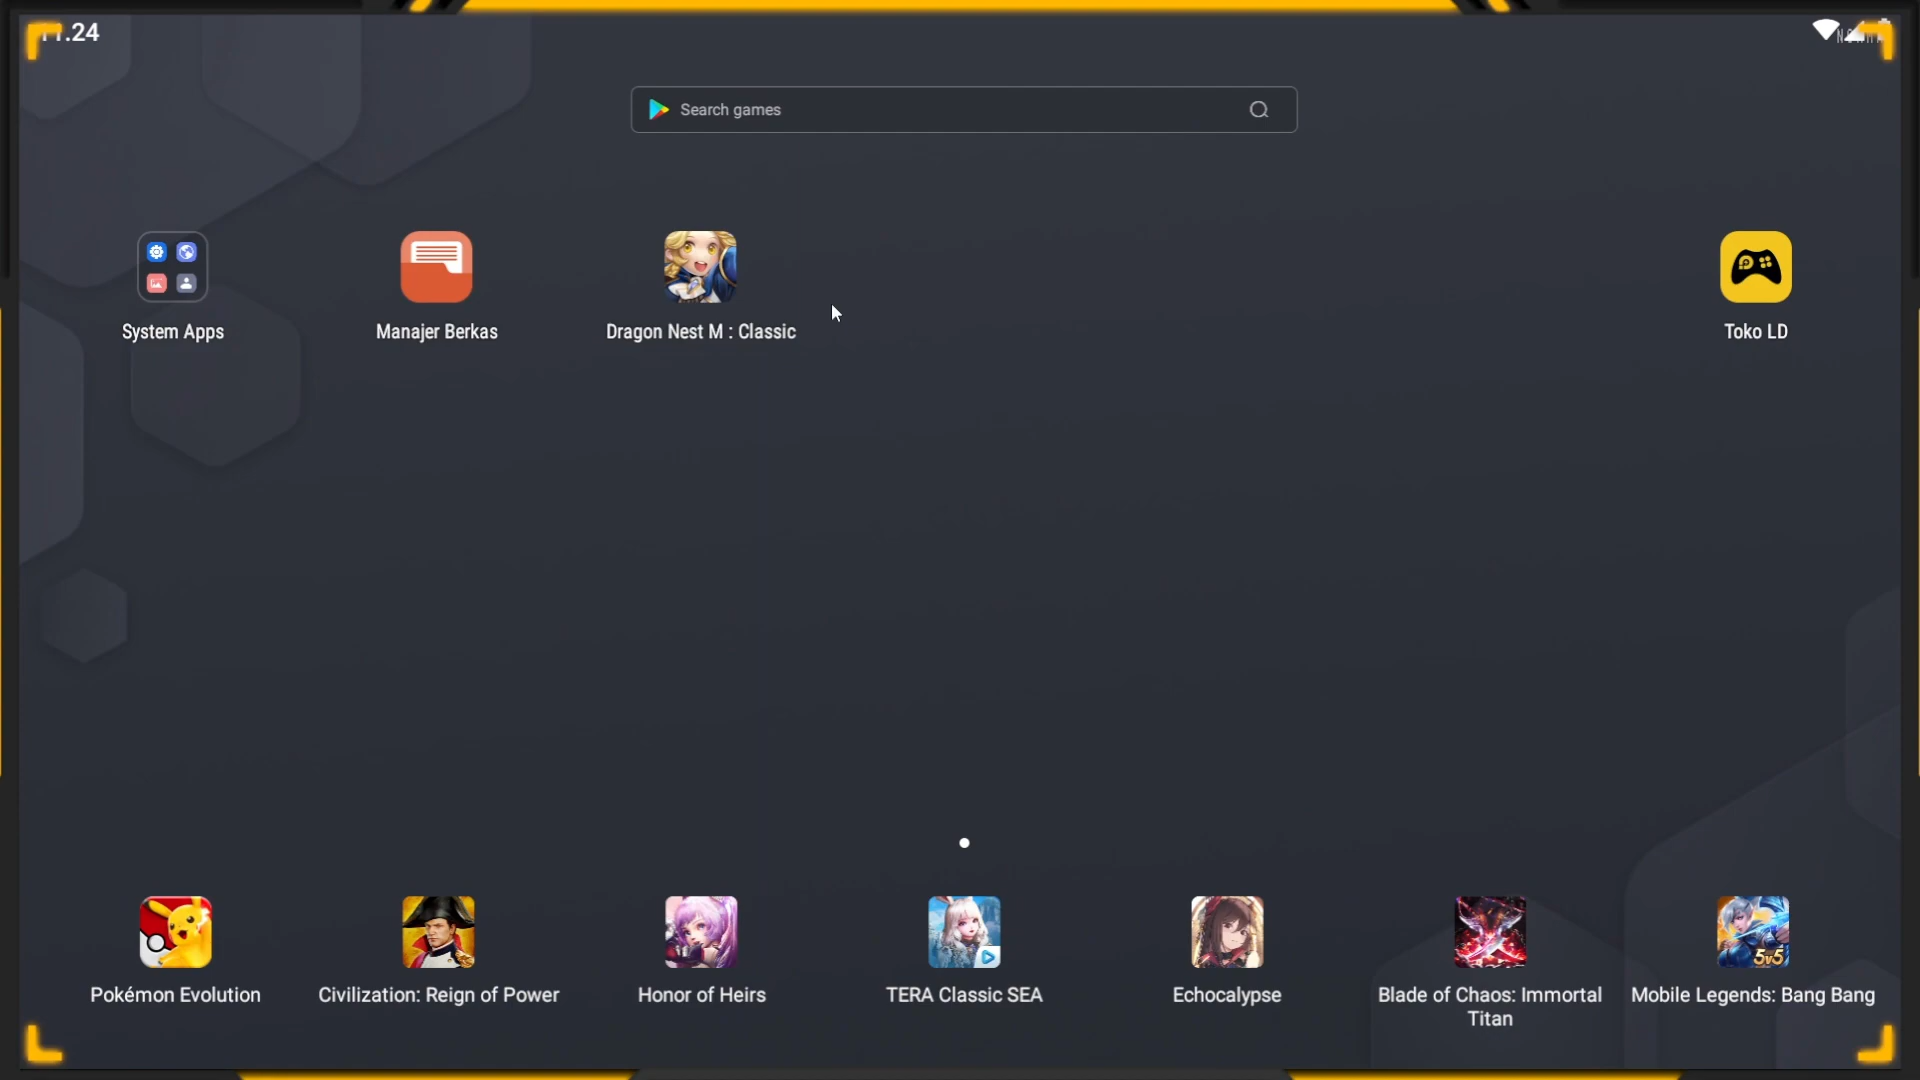 11.24
Search games
System Apps
Manajer Berkas
Dragon Nest M : Classic
Toko LD
5v5
Pokémon Evolution
Civilization: Reign of Power
Honor of Heirs
TERA Classic SEA
Echocalypse
Blade of Chaos: Immortal
Titan
Mobile Legends: Bang Bang